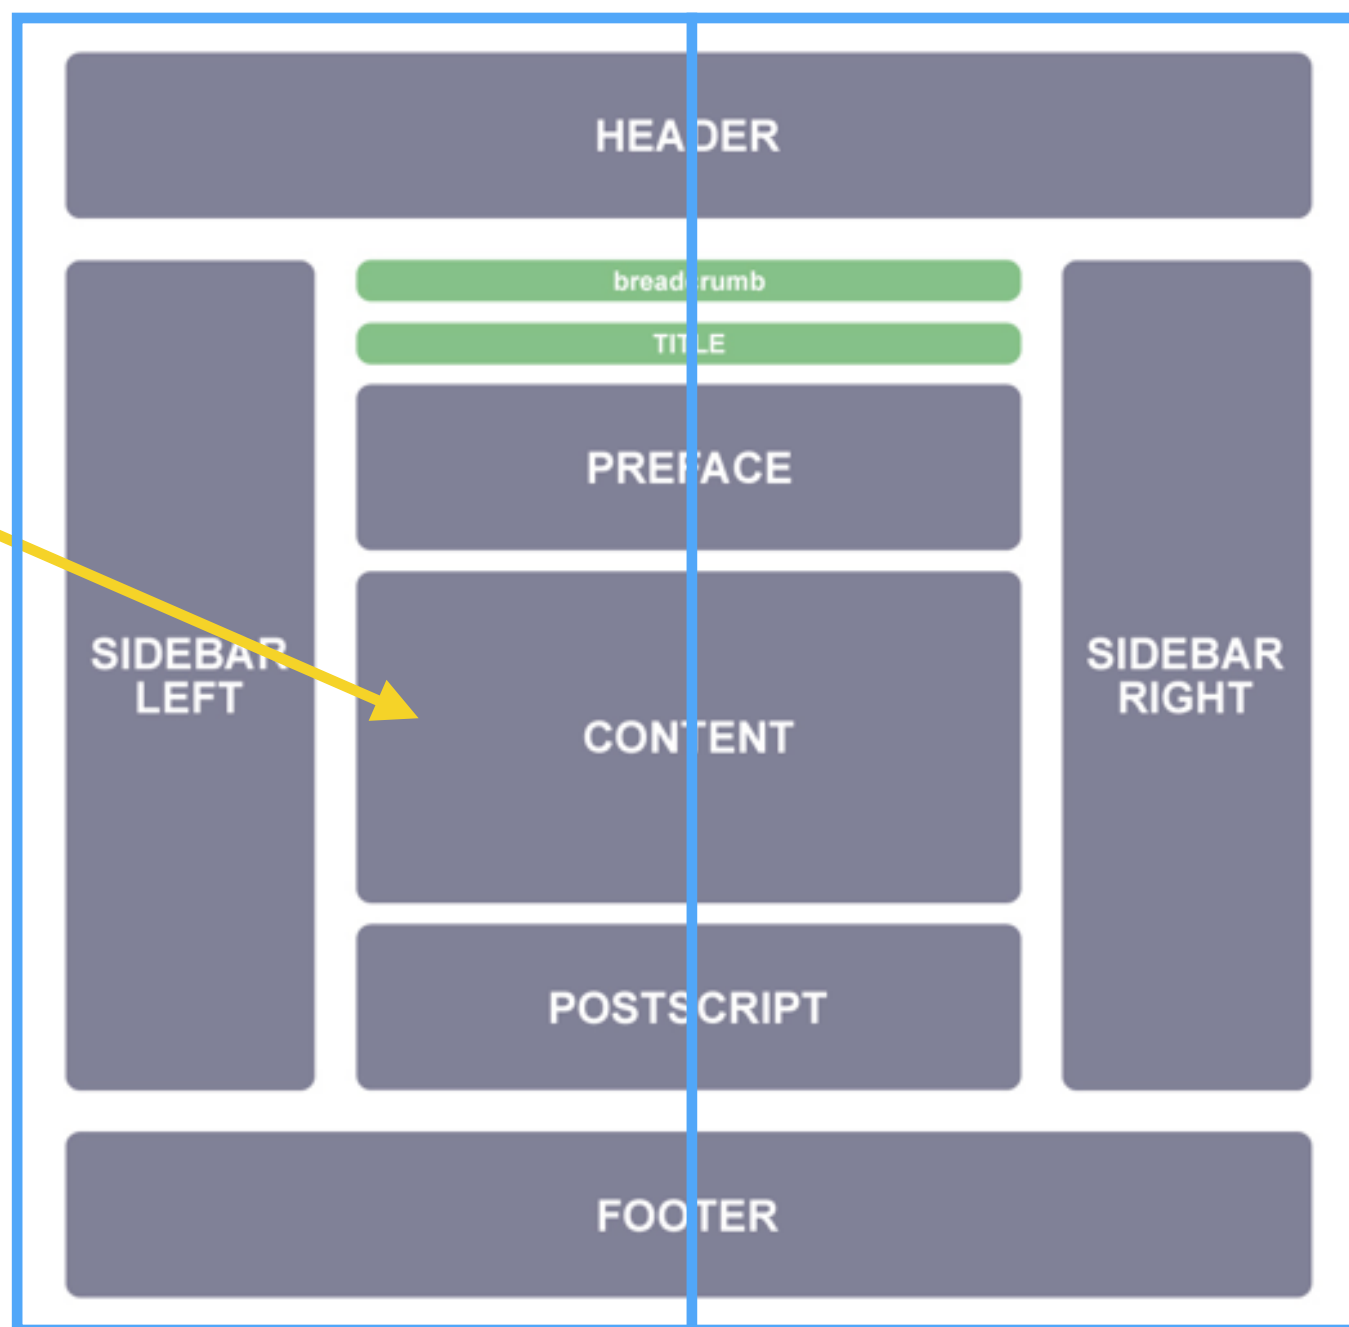 HEADER
breadcrumb
TITLE
PREFACE
SIDEBAR
LEFT
CONTENT
SIDEBAR
RIGHT
POSTSCRIPT
FOOTER